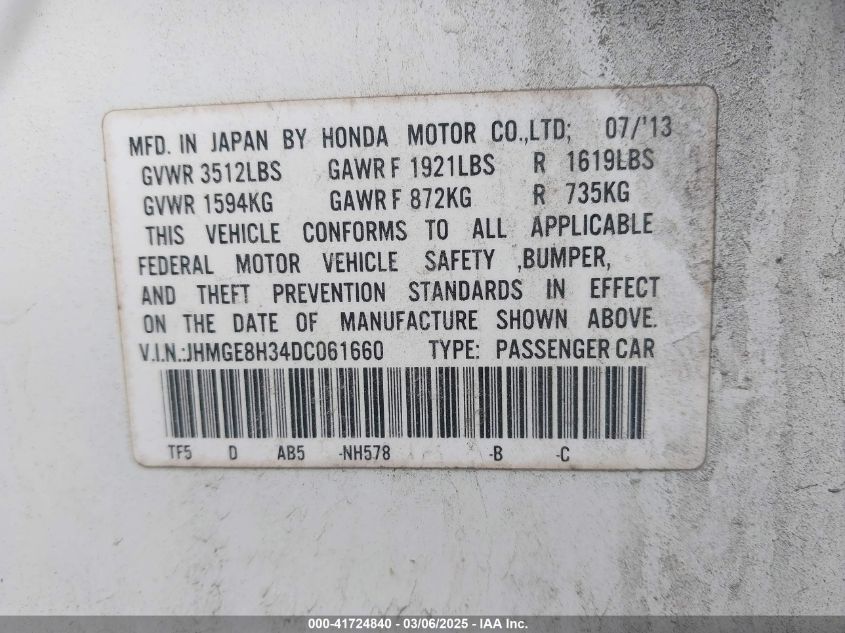 MFD. IN JAPAN BY HONDA MOTOR CO.,LTD; 07/'13
GVWR 3512LBS GAWR F 1921LBS R 1619LBS
GVWR 1594KG GAWR F 872KG R 735KG
THIS VEHICLE CONFORMS TO ALL APPLICABLE
FEDERAL MOTOR VEHICLE SAFETY ,BUMPER,
AND THEFT PREVENTION STANDARDS IN EFFECT
ON THE DATE OF MANUFACTURE SHOWN ABOVE.
V.I.N.:JHMGE8H34DC061660 TYPE: PASSENGER CAR
TF5 D AB5 -NH578 -B -C
000-41724840 - 03/06/2025 - IAA Inc.